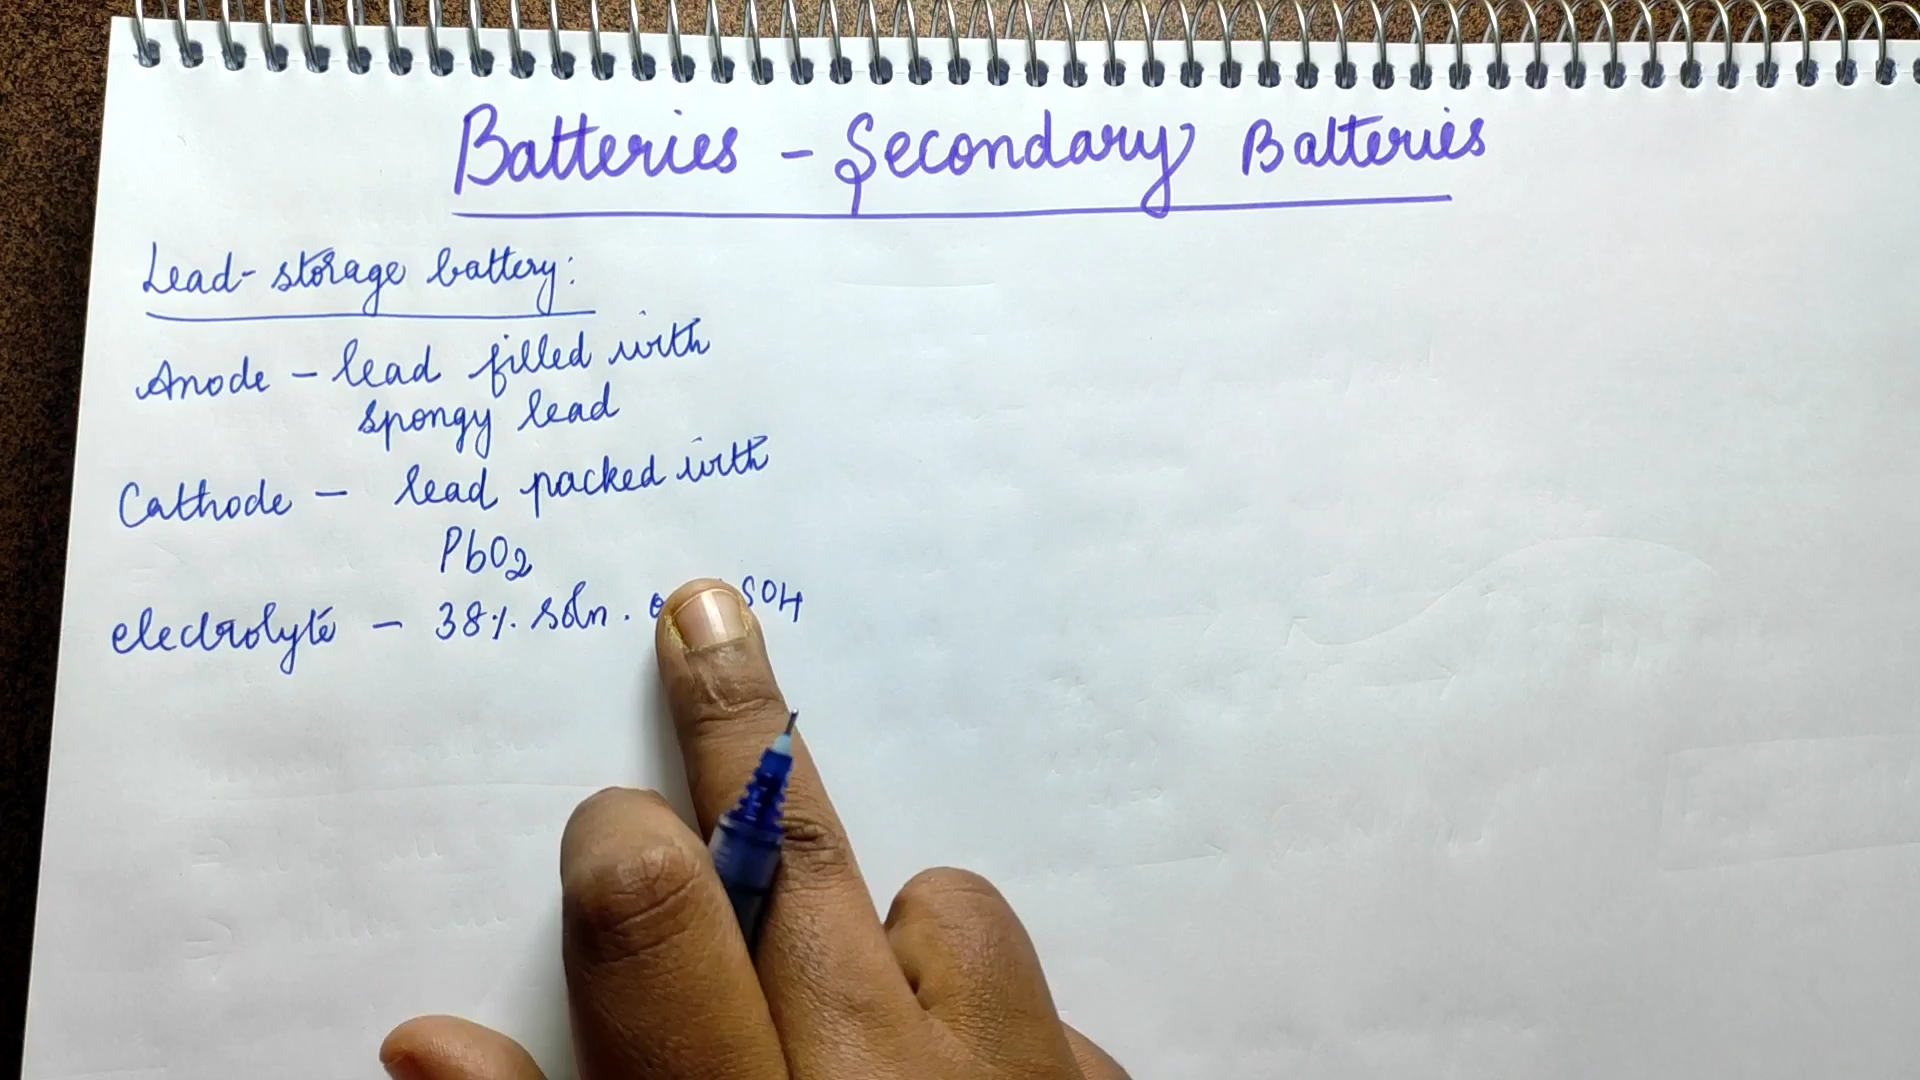 Batteries - Secondary Batteries
Lead-storage battery:
Anode - lead filled with
spongy lead
Cathode - lead packed with
PbO2
electrolyte - 38% soln. SO4